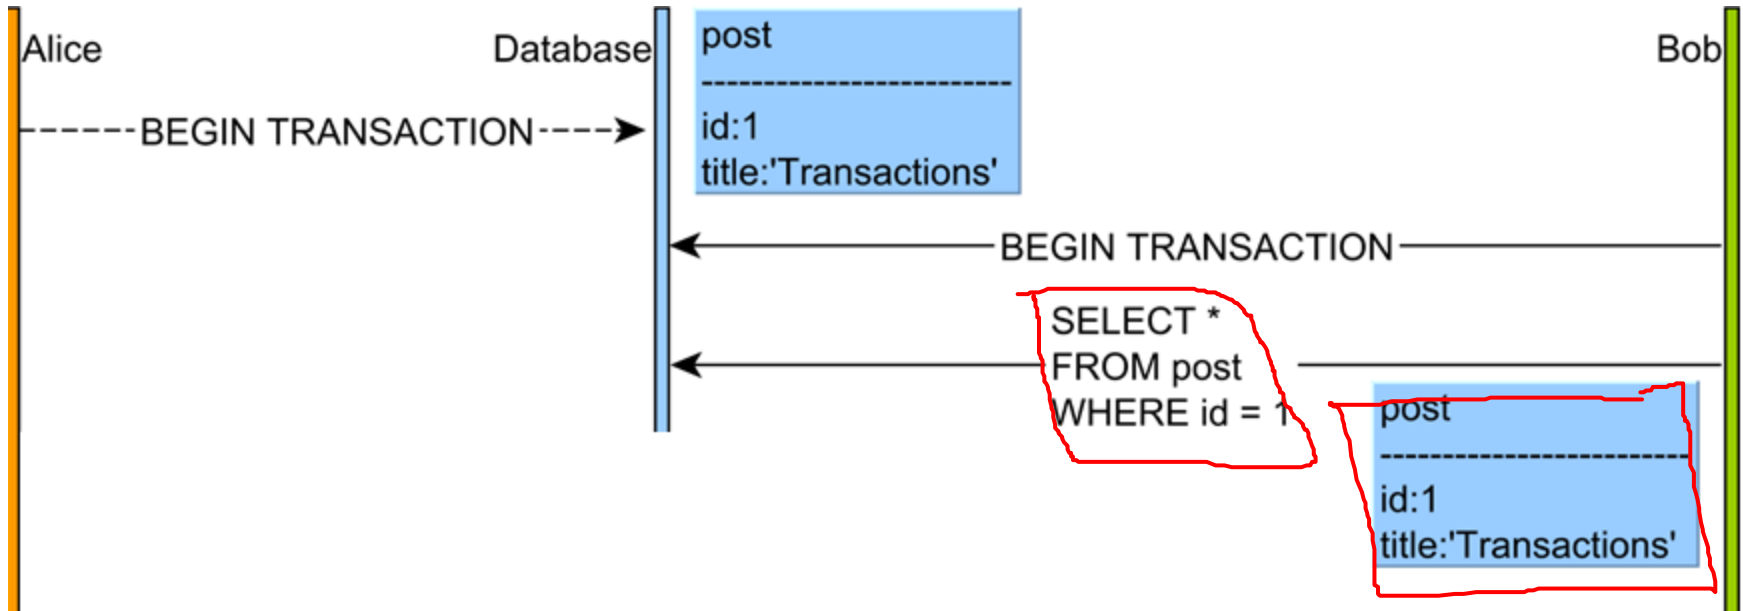 Alice
Database
post
-------------------------
id:1
title:'Transactions'
Bob
BEGIN TRANSACTION
BEGIN TRANSACTION
SELECT *
FROM post
WHERE id = 1
post
-------------------------
id:1
title:'Transactions'